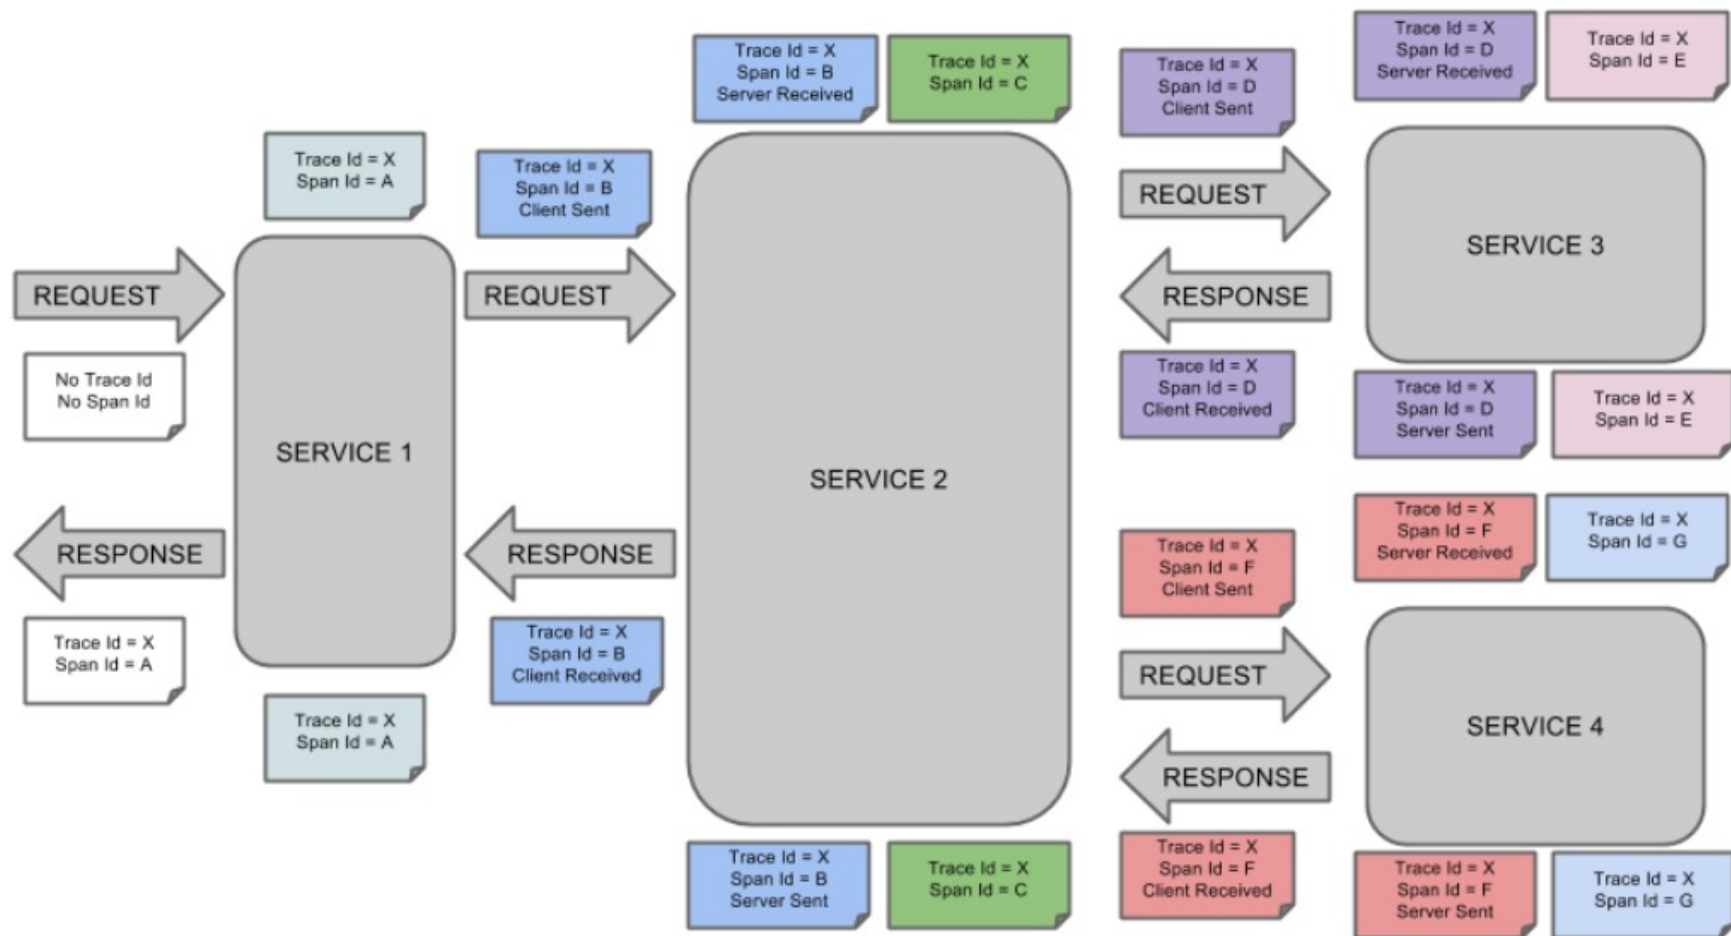 Trace Id = X
Span Id = A
Trace Id = X
Span Id = B
Client Sent
REQUEST
No Trace Id
No Span Id
SERVICE 1
REQUEST
RESPONSE
Trace Id = X
Span Id = A
Trace Id = X
Span Id = A
RESPONSE
Trace Id = X
Span Id = B
Client Received
Trace Id = X
Span Id = B
Server Received
Trace Id = X
Span Id = C
SERVICE 2
Trace Id = X
Span Id = B
Server Sent
Trace Id = X
Span Id = C
Trace Id = X
Span Id = D
Client Sent
REQUEST
RESPONSE
Trace Id = X
Span Id = D
Client Received
Trace Id = X
Span Id = D
Server Received
Trace Id = X
Span Id = E
SERVICE 3
Trace Id = X
Span Id = D
Server Sent
Trace Id = X
Span Id = E
Trace Id = X
Span Id = F
Client Sent
REQUEST
RESPONSE
Trace Id = X
Span Id = F
Client Received
Trace Id = X
Span Id = F
Server Received
Trace Id = X
Span Id = G
SERVICE 4
Trace Id = X
Span Id = F
Server Sent
Trace Id = X
Span Id = G